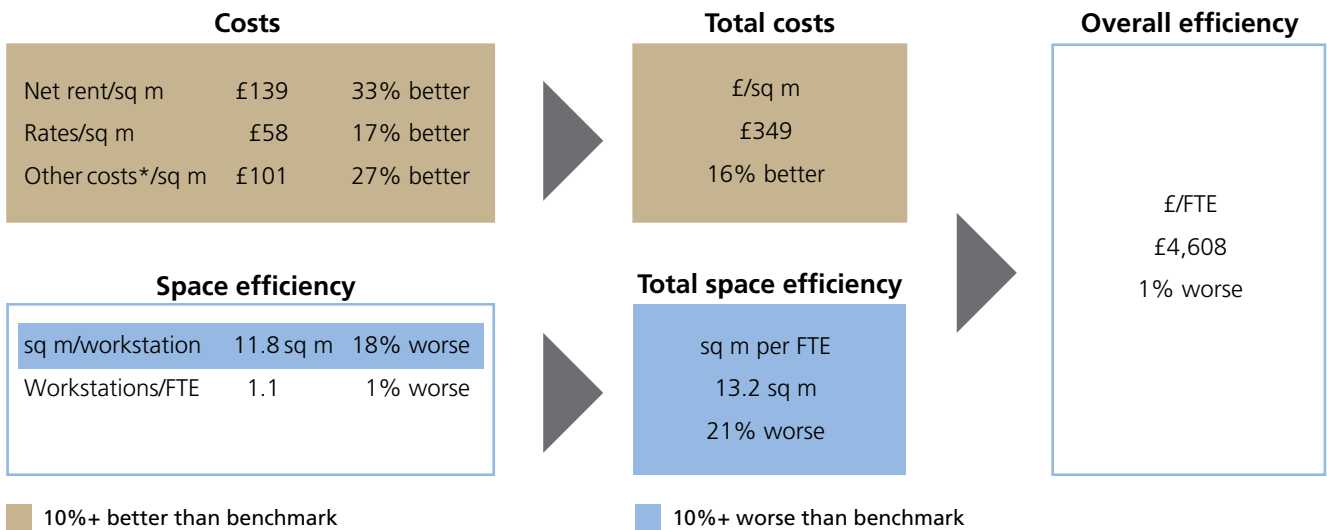 Costs
Net rent/sq m £139 33% better
Rates/sq m £58 17% better
Other costs*/sq m £101 27% better
Total costs
£/sq m
£349
16% better
Overall efficiency
£/FTE
£4,608
1% worse
Space efficiency
sq m/workstation 11.8 sq m 18% worse
Workstations/FTE 1.1 1% worse
Total space efficiency
sq m per FTE
13.2 sq m
21% worse
10%+ better than benchmark
10%+ worse than benchmark